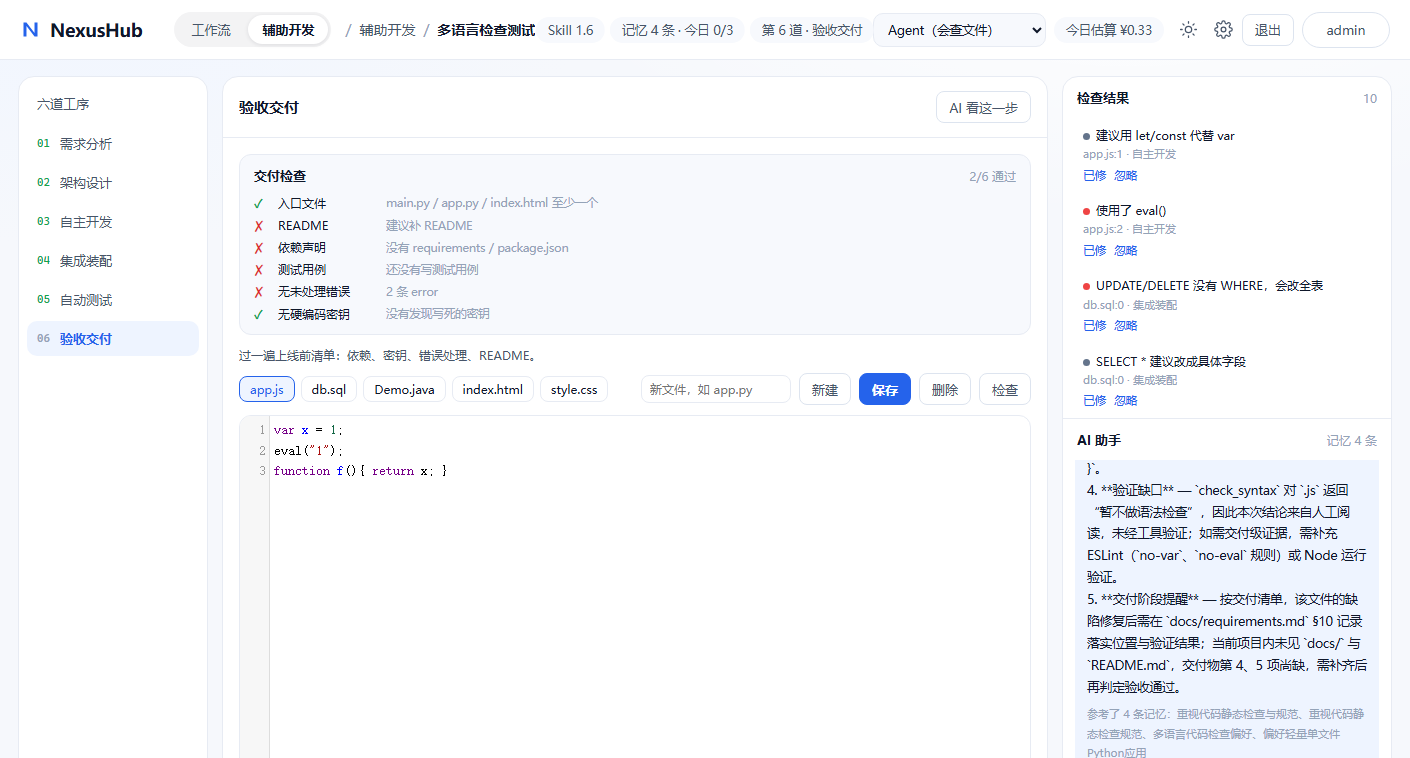 NexusHub
工作流
辅助开发
/ 辅助开发 / 多语言检查测试
Skill 1.6
记忆 4 条 · 今日 0/3
第 6 道 · 验收交付
Agent（会查文件）
今日估算 ¥0.33
退出
admin
六道工序
01 需求分析
02 架构设计
03 自主开发
04 集成装配
05 自动测试
06 验收交付
验收交付
AI 看这一步
交付检查
2/6 通过
✓ 入口文件 main.py / app.py / index.html 至少一个
✗ README 建议补 README
✗ 依赖声明 没有 requirements / package.json
✗ 测试用例 还没有写测试用例
✗ 无未处理错误 2 条 error
✓ 无硬编码密钥 没有发现写死的密钥
过一遍上线前清单：依赖、密钥、错误处理、README。
app.js
db.sql
Demo.java
index.html
style.css
新文件，如 app.py
新建
保存
删除
检查
1 var x = 1;
2 eval("1");
3 function f(){ return x; }
检查结果
10
建议用 let/const 代替 var
app.js:1 · 自主开发
已修 忽略
使用了 eval()
app.js:2 · 自主开发
已修 忽略
UPDATE/DELETE 没有 WHERE，会改全表
db.sql:0 · 集成装配
已修 忽略
SELECT * 建议改成具体字段
db.sql:0 · 集成装配
已修 忽略
AI 助手
记忆 4 条
}`。
4. **验证缺口** — `check_syntax` 对 `.js` 返回
“暂不做语法检查”，因此本次结论来自人工阅
读，未经工具验证；如需交付级证据，需补充
ESLint（`no-var`、`no-eval` 规则）或 Node 运行
验证。
5. **交付阶段提醒** — 按交付清单，该文件的缺
陷修复后需在 `docs/requirements.md` §10 记录
落实位置与验证结果；当前项目内未见 `docs/` 与
`README.md`，交付物第 4、5 项尚缺，需补齐后
再判定验收通过。
参考了 4 条记忆：重视代码静态检查与规范、重视代码静
态检查规范、多语言代码检查偏好、偏好轻量单文件
Python应用